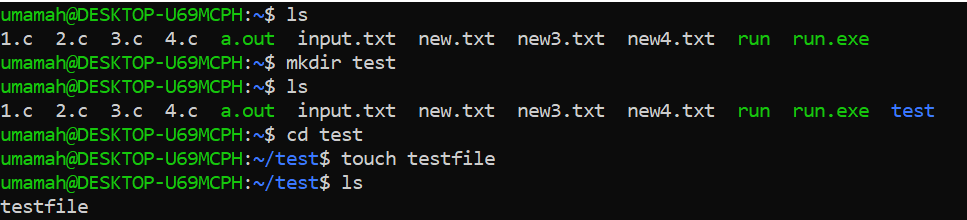 umamah@DESKTOP-U69MCPH:~$ ls
1.c  2.c  3.c  4.c  a.out  input.txt  new.txt  new3.txt  new4.txt  run  run.exe
umamah@DESKTOP-U69MCPH:~$ mkdir test
umamah@DESKTOP-U69MCPH:~$ ls
1.c  2.c  3.c  4.c  a.out  input.txt  new.txt  new3.txt  new4.txt  run  run.exe  test
umamah@DESKTOP-U69MCPH:~$ cd test
umamah@DESKTOP-U69MCPH:~/test$ touch testfile
umamah@DESKTOP-U69MCPH:~/test$ ls
testfile